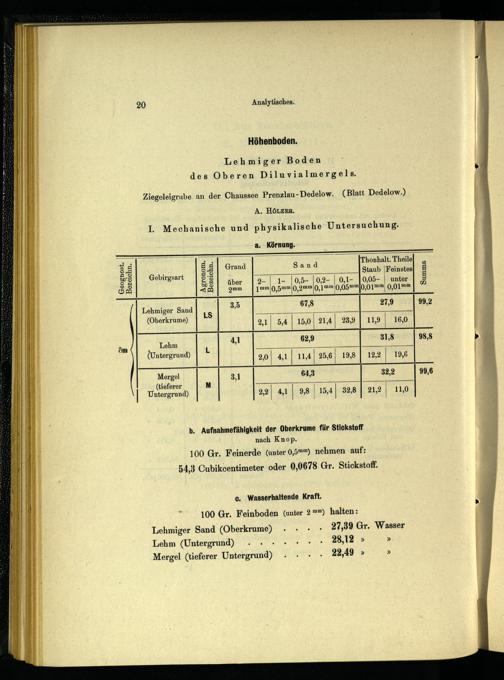 20
Analytisches.
Höhenboden.
Lehmiger Boden
des Oberen Diluvialmergels.
Ziegeleigrube an der Chaussee Prenzlau-Dedelow. (Blatt Dedelow.)
A. HÖLZER.
I. Mechanische und physikalische Untersuchung.
a. Körnung.
Geognost. Bezeichn. | Gebirgsart | Agronom. Bezeichn. | Grand über 2mm | Sand | Thonhalt. Theile | Summa
2–1mm | 1–0,5mm | 0,5–0,2mm | 0,2–0,1mm | 0,1–0,05mm | Staub 0,05–0,01mm | Feinstes unter 0,01mm
Lehmiger Sand (Oberkrume) | LS | 3,5 | 67,8 | 27,9 | 99,2
2,1 | 5,4 | 15,0 | 21,4 | 23,9 | 11,9 | 16,0
∂m | Lehm (Untergrund) | L | 4,1 | 62,9 | 31,8 | 98,8
2,0 | 4,1 | 11,4 | 25,6 | 19,8 | 12,2 | 19,6
Mergel (tieferer Untergrund) | M | 3,1 | 64,3 | 32,2 | 99,6
2,2 | 4,1 | 9,8 | 15,4 | 32,8 | 21,2 | 11,0
b. Aufnahmefähigkeit der Oberkrume für Stickstoff
nach Knop.
100 Gr. Feinerde (unter 0,5mm) nehmen auf:
54,3 Cubikcentimeter oder 0,0678 Gr. Stickstoff.
c. Wasserhaltende Kraft.
100 Gr. Feinboden (unter 2 mm) halten:
Lehmiger Sand (Oberkrume) . . . . 27,39 Gr. Wasser
Lehm (Untergrund) . . . . . . . 28,12 » »
Mergel (tieferer Untergrund) . . . . 22,49 » »